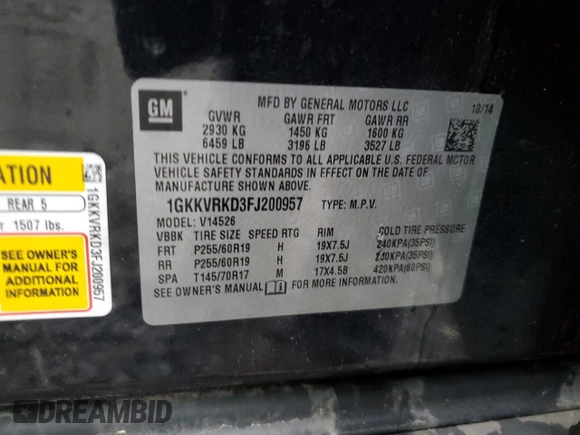 GM
MFD BY GENERAL MOTORS LLC
10/14
GVWR GAWR FRT GAWR RR
2930 KG 1450 KG 1600 KG
6459 LB 3196 LB 3527 LB
THIS VEHICLE CONFORMS TO ALL APPLICABLE U.S. FEDERAL MOTOR
VEHICLE SAFETY STANDARDS IN EFFECT ON THE DATE OF
MANUFACTURE SHOWN ABOVE.
1GKKVRKD3FJ200957 TYPE: M.P.V.
MODEL: V14526
VBBK TIRE SIZE SPEED RTG RIM COLD TIRE PRESSURE
FRT P255/60R19 H 19X7.5J 240KPA(35PSI)
RR P255/60R19 H 19X7.5J 240KPA(35PSI)
SPA T145/70R17 M 17X4.5B 420KPA(60PSI)
SEE OWNER'S MANUAL FOR MORE INFORMATION.
ATION
REAR 5
1507 lbs.
SEE OWNER'S
MANUAL FOR
ADDITIONAL
INFORMATION
1GKKVRKD3FJ200957
DREAMBID